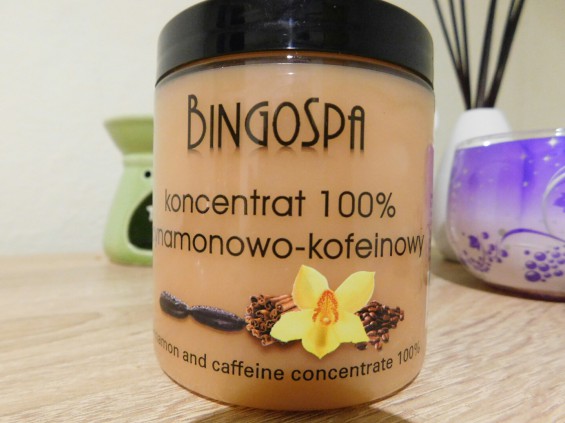 BINGOSPA
koncentrat 100%
ynamonowo-kofeinowy
amon and caffeine concentrate 100%